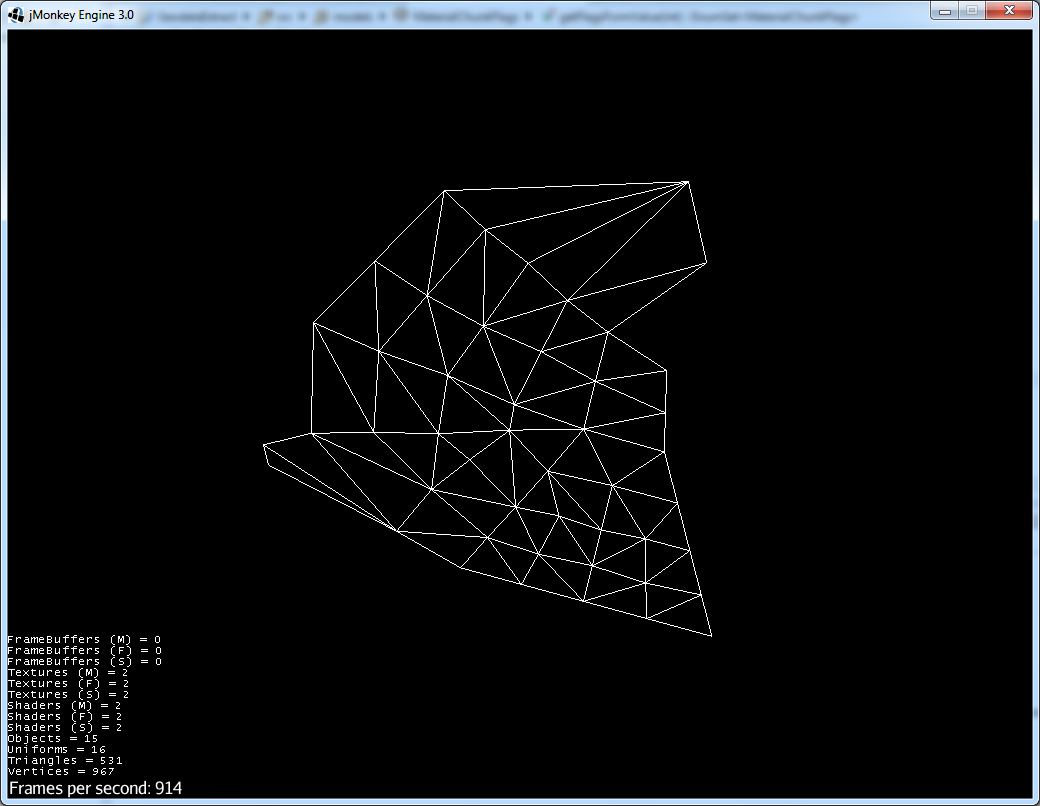 jMonkey Engine 3.0
FrameBuffers (M) = 0
FrameBuffers (F) = 0
FrameBuffers (S) = 0
Textures (M) = 2
Textures (F) = 2
Textures (S) = 2
Shaders (M) = 2
Shaders (F) = 2
Shaders (S) = 2
Objects = 15
Uniforms = 16
Triangles = 531
Vertices = 967
Frames per second: 914